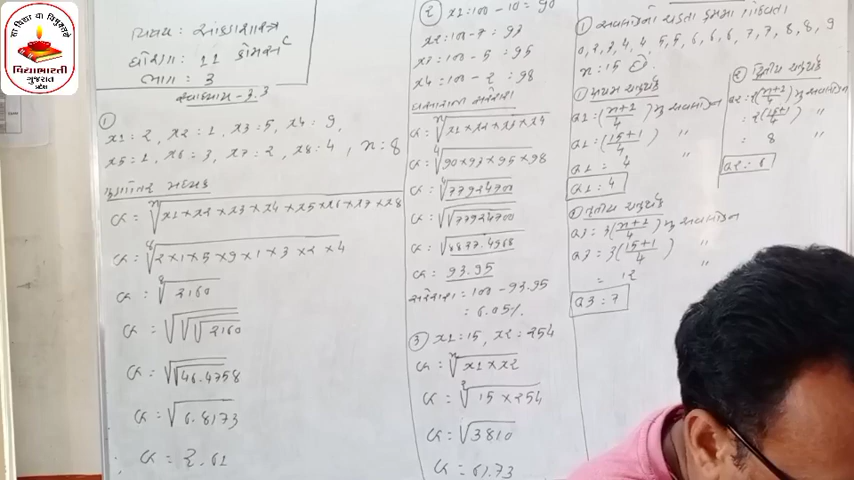 सा विद्या या विमुक्तये
विद्याभारती
ગુજરાત
પ્રદેશ
વિષય: આંકડાશાસ્ત્ર
ધોરણ: 11 કોમર્સ
ભાગ: 3
સ્વાધ્યાય-3.3
①
x1=2, x2=1, x3=5, x4=9,
x5=1, x6=3, x7=2, x8=4, n=8
ગુણોત્તર મધ્યક
G = ⁿ√x1×x2×x3×x4×x5×x6×x7×x8
G = ⁸√2×1×5×9×1×3×2×4
G = ⁸√2160
G = √√√2160
G = √√46.4758
G = √6.8173
G = 2.61
② x1=100-10=90
x2=100-7=93
x3=100-5=95
x4=100-2=98
ઘસારાની સરેરાશ
G = ⁿ√x1×x2×x3×x4
G = ⁴√90×93×95×98
G = ⁴√77924700
G = √√77924700
G = √8827.4968
G = 93.95
સરેરાશ = 100-93.95
= 6.05%
③ x1=15, x2=254
G = ⁿ√x1×x2
G = ²√15×254
G = √3810
G = 61.73
① અવલોકનો ચડતા ક્રમમાં ગોઠવતા
0,2,3,4,4,5,5,6,6,6,7,7,8,8,9
n=15
① પ્રથમ ચતુર્થક
Q1=(n+1/4) મુ અવલોકન
Q1=(15+1/4) "
Q1=4 "
Q1=4
② દ્વિતીય ચતુર્થક
Q2=2(n+1/4) મુ અવલોકન
=2(15+1/4) "
= 8 "
Q2=6
③ તૃતીય ચતુર્થક
Q3=3(n+1/4) મુ અવલોકન
Q3=3(15+1/4) "
= 12 "
Q3=7